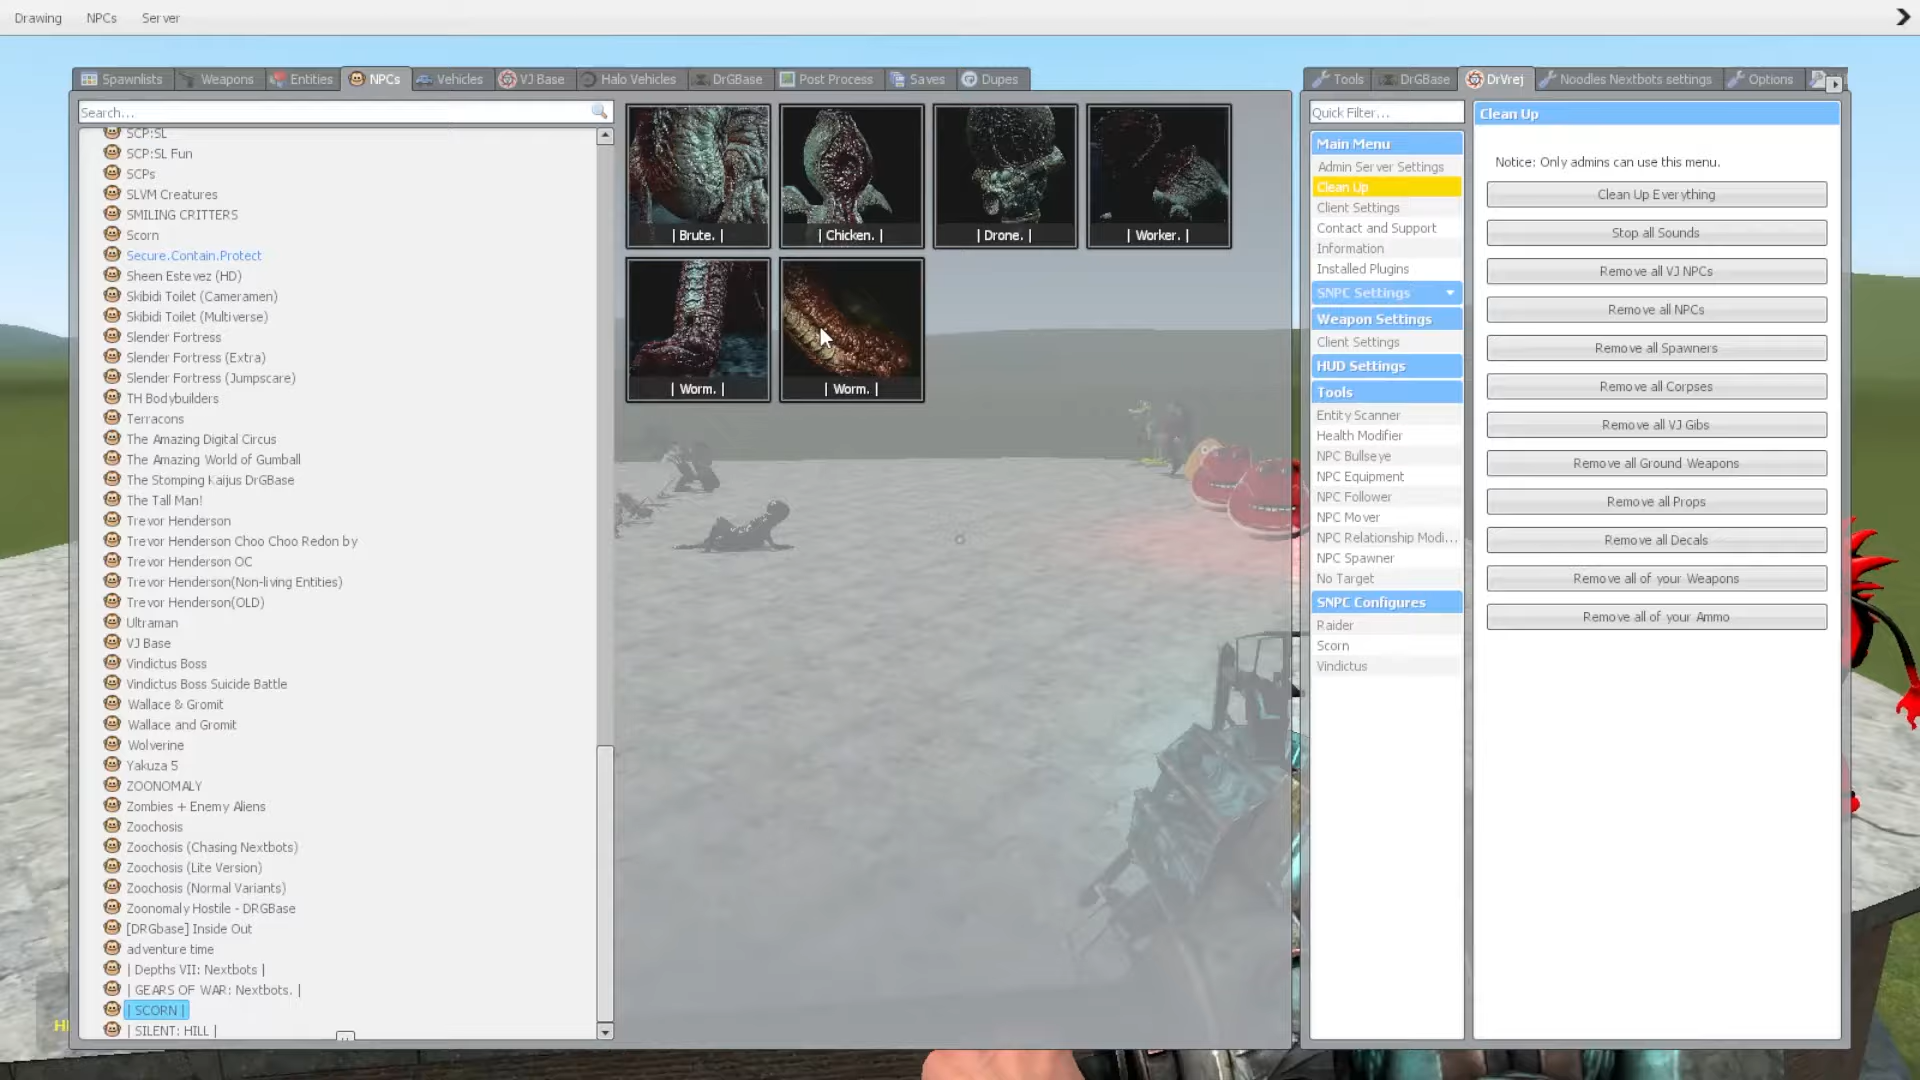 Drawing NPCs Server
Spawnlists Weapons Entities NPCs Vehicles VJ Base Halo Vehicles DrGBase Post Process Saves Dupes
Search...
SCP:SL
SCP:SL Fun
SCPs
SLVM Creatures
SMILING CRITTERS
Scorn
Secure.Contain.Protect
Sheen Estevez (HD)
Skibidi Toilet (Cameramen)
Skibidi Toilet (Multiverse)
Slender Fortress
Slender Fortress (Extra)
Slender Fortress (Jumpscare)
TH Bodybuilders
Terracons
The Amazing Digital Circus
The Amazing World of Gumball
The Stomping Kaijus DrGBase
The Tall Man!
Trevor Henderson
Trevor Henderson Choo Choo Redon by
Trevor Henderson OC
Trevor Henderson(Non-living Entities)
Trevor Henderson(OLD)
Ultraman
VJ Base
Vindictus Boss
Vindictus Boss Suicide Battle
Wallace & Gromit
Wallace and Gromit
Wolverine
Yakuza 5
ZOONOMALY
Zombies + Enemy Aliens
Zoochosis
Zoochosis (Chasing Nextbots)
Zoochosis (Lite Version)
Zoochosis (Normal Variants)
Zoonomaly Hostile - DRGBase
[DRGbase] Inside Out
adventure time
| Depths VII: Nextbots |
| GEARS OF WAR: Nextbots. |
| SCORN |
| SILENT: HILL |
| Brute. | | Chicken. | | Drone. | | Worker. |
| Worm. | | Worm. |
Tools DrGBase DrVrej Noodles Nextbots settings Options
Quick Filter...
Main Menu
Admin Server Settings
Clean Up
Client Settings
Contact and Support
Information
Installed Plugins
SNPC Settings
Weapon Settings
Client Settings
HUD Settings
Tools
Entity Scanner
Health Modifier
NPC Bullseye
NPC Equipment
NPC Follower
NPC Mover
NPC Relationship Modi...
NPC Spawner
No Target
SNPC Configures
Raider
Scorn
Vindictus
Clean Up
Notice: Only admins can use this menu.
Clean Up Everything
Stop all Sounds
Remove all VJ NPCs
Remove all NPCs
Remove all Spawners
Remove all Corpses
Remove all VJ Gibs
Remove all Ground Weapons
Remove all Props
Remove all Decals
Remove all of your Weapons
Remove all of your Ammo